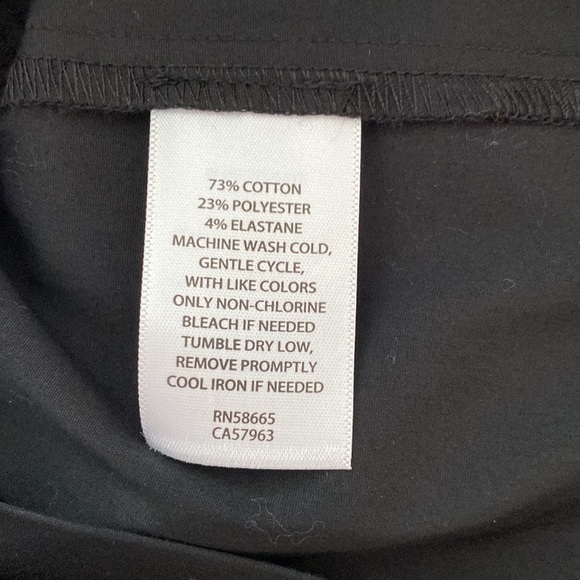 73% COTTON
23% POLYESTER
4% ELASTANE
MACHINE WASH COLD,
GENTLE CYCLE,
WITH LIKE COLORS
ONLY NON-CHLORINE
BLEACH IF NEEDED
TUMBLE DRY LOW,
REMOVE PROMPTLY
COOL IRON IF NEEDED
RN58665
CA57963